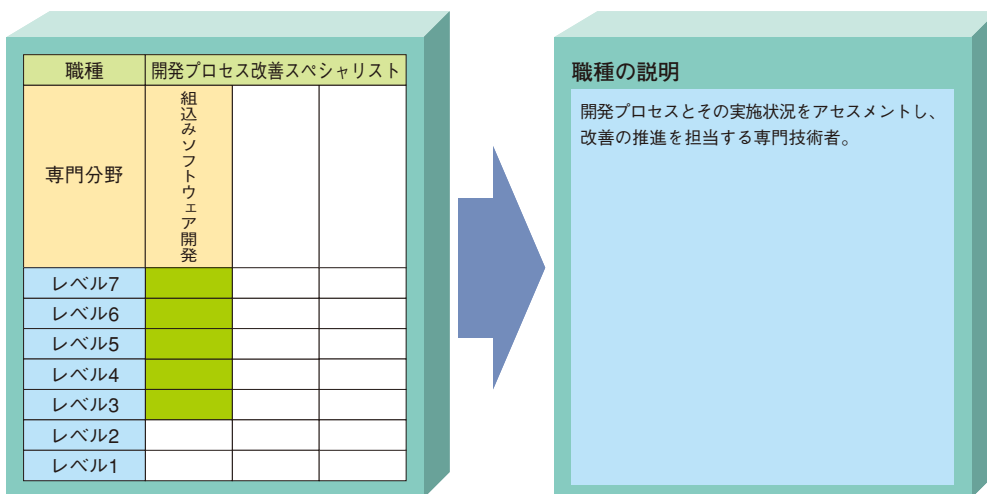 職種
開発プロセス改善スペシャリスト
専門分野
組込みソフトウェア開発
レベル7
レベル6
レベル5
レベル4
レベル3
レベル2
レベル1
職種の説明
開発プロセスとその実施状況をアセスメントし、
改善の推進を担当する専門技術者。